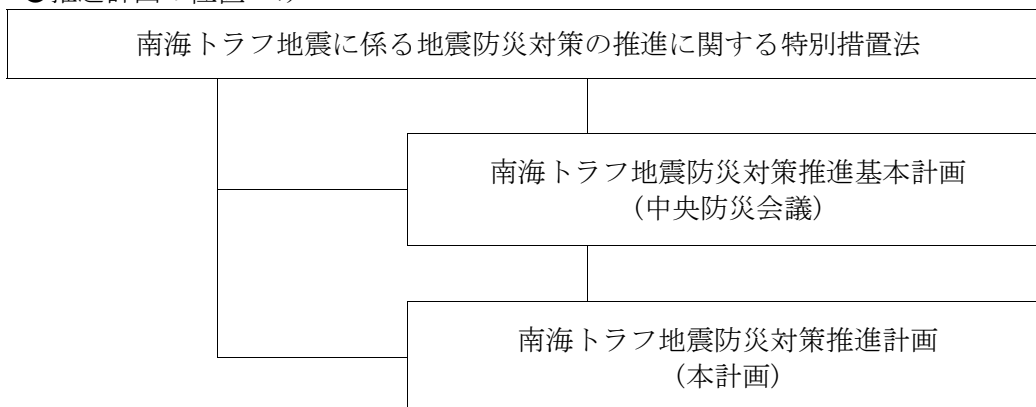 南海トラフ地震に係る地震防災対策の推進に関する特別措置法
南海トラフ地震防災対策推進基本計画
（中央防災会議）
南海トラフ地震防災対策推進計画
（本計画）